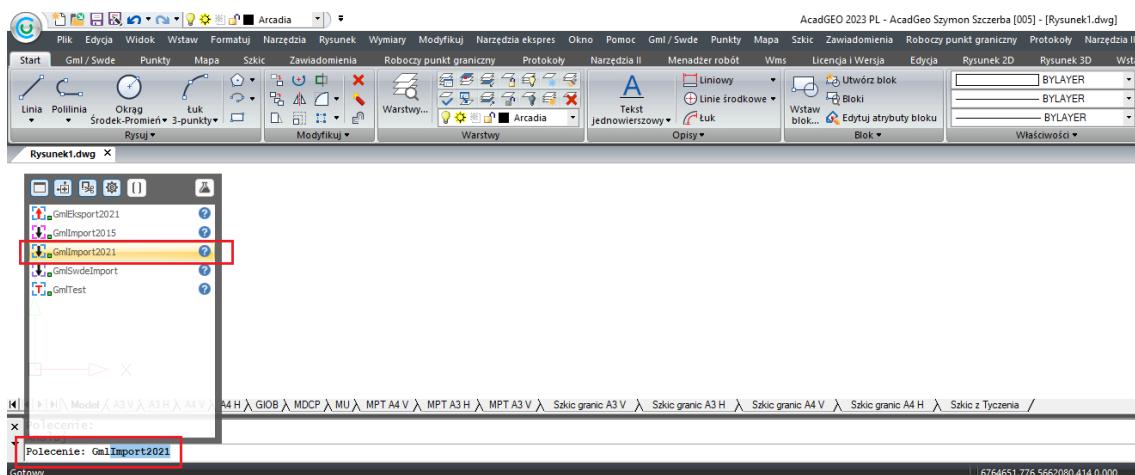 Arcadia
AcadGEO 2023 PL - AcadGeo Szymon Szczerba [005] - [Rysunek1.dwg]
Plik Edycja Widok Wstaw Formatuj Narzędzia Rysunek Wymiary Modyfikuj Narzędzia ekspres Okno Pomoc Gml / Swde Punkty Mapa Szkic Zawiadomienia Roboczy punkt graniczny Protokoły Narzędzia II
Start Gml / Swde Punkty Mapa Szkic Zawiadomienia Roboczy punkt graniczny Protokoły Narzędzia II Menadżer robót Wms Licencja i Wersja Edycja Rysunek 2D Rysunek 3D Wst
Linia Polilinia Okrąg Środek-Promień Łuk 3-punkty
Warstwy...
Arcadia
Tekst jednowierszowy
Liniowy
Linie środkowe
Łuk
Wstaw blok...
Utwórz blok
Bloki
Edytuj atrybuty bloku
BYLAYER
BYLAYER
BYLAYER
Rysuj Modyfikuj Warstwy Opisy Blok Właściwości
Rysunek1.dwg
GmlEksport2021
GmlImport2015
GmlImport2021
GmlSwdeImport
GmlTest
X
Model A3 V A3 H A4 V A4 H GIOB MDCP MU MPT A4 V MPT A3 H MPT A3 V Szkic granic A3 V Szkic granic A3 H Szkic granic A4 V Szkic granic A4 H Szkic z Tyczenia
Polecenie:
Polecenie: GmlImport2021
Gotowy 6764651.776,5662080.414,0.000